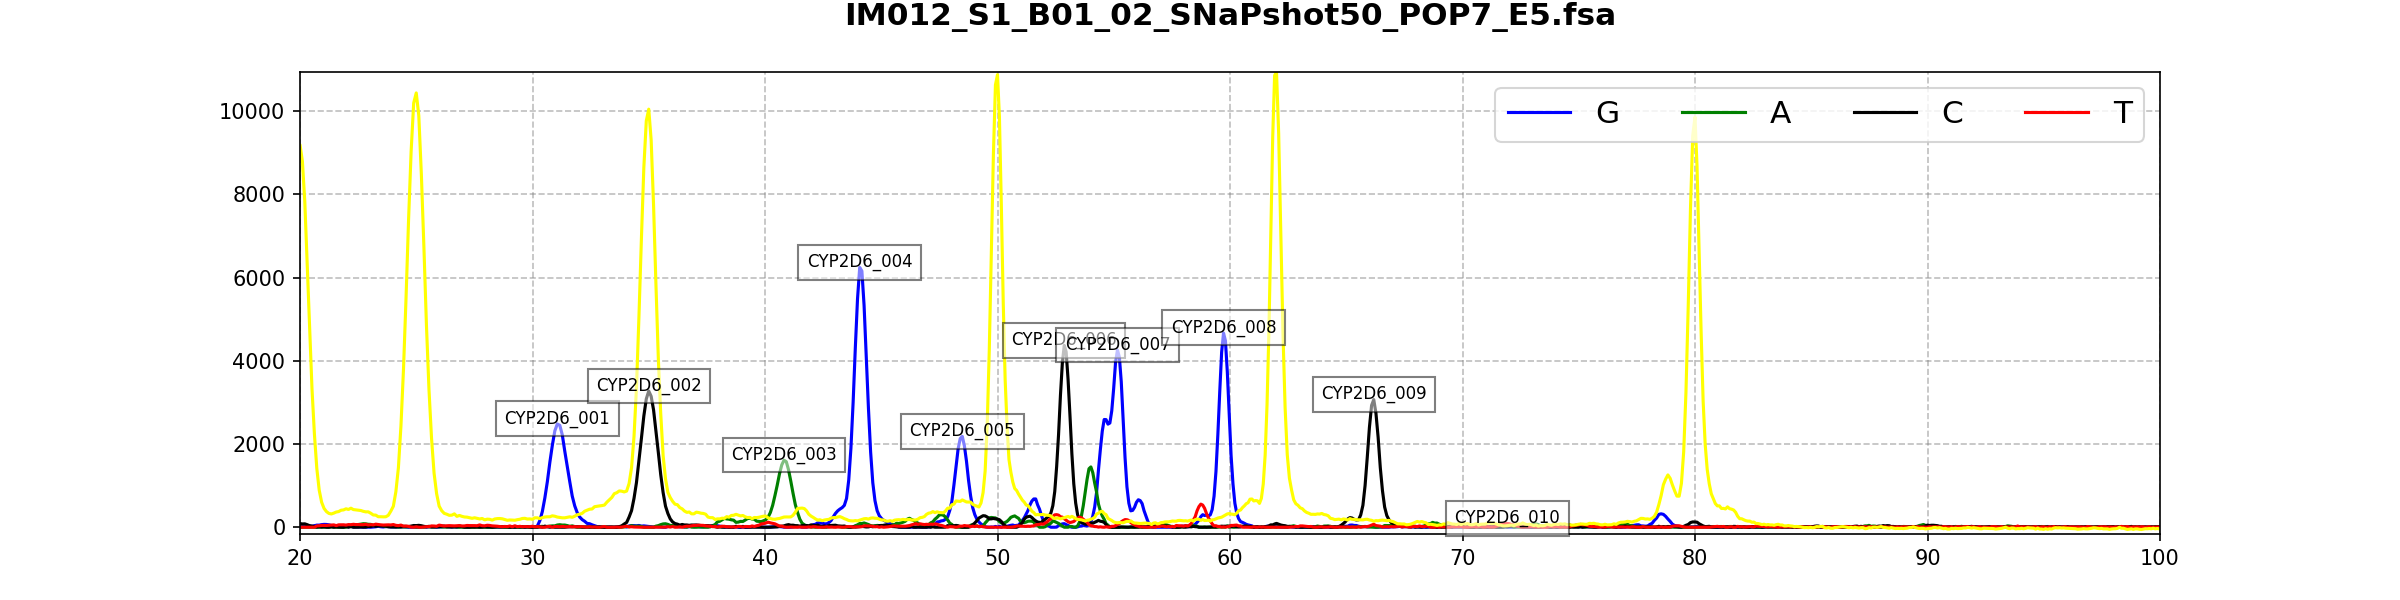 IM012_S1_B01_02_SNaPshot50_POP7_E5.fsa
G A C T
10000
8000
6000
4000
2000
0
CYP2D6_001
CYP2D6_002
CYP2D6_003
CYP2D6_004
CYP2D6_005
CYP2D6_006
CYP2D6_007
CYP2D6_008
CYP2D6_009
CYP2D6_010
20 30 40 50 60 70 80 90 100